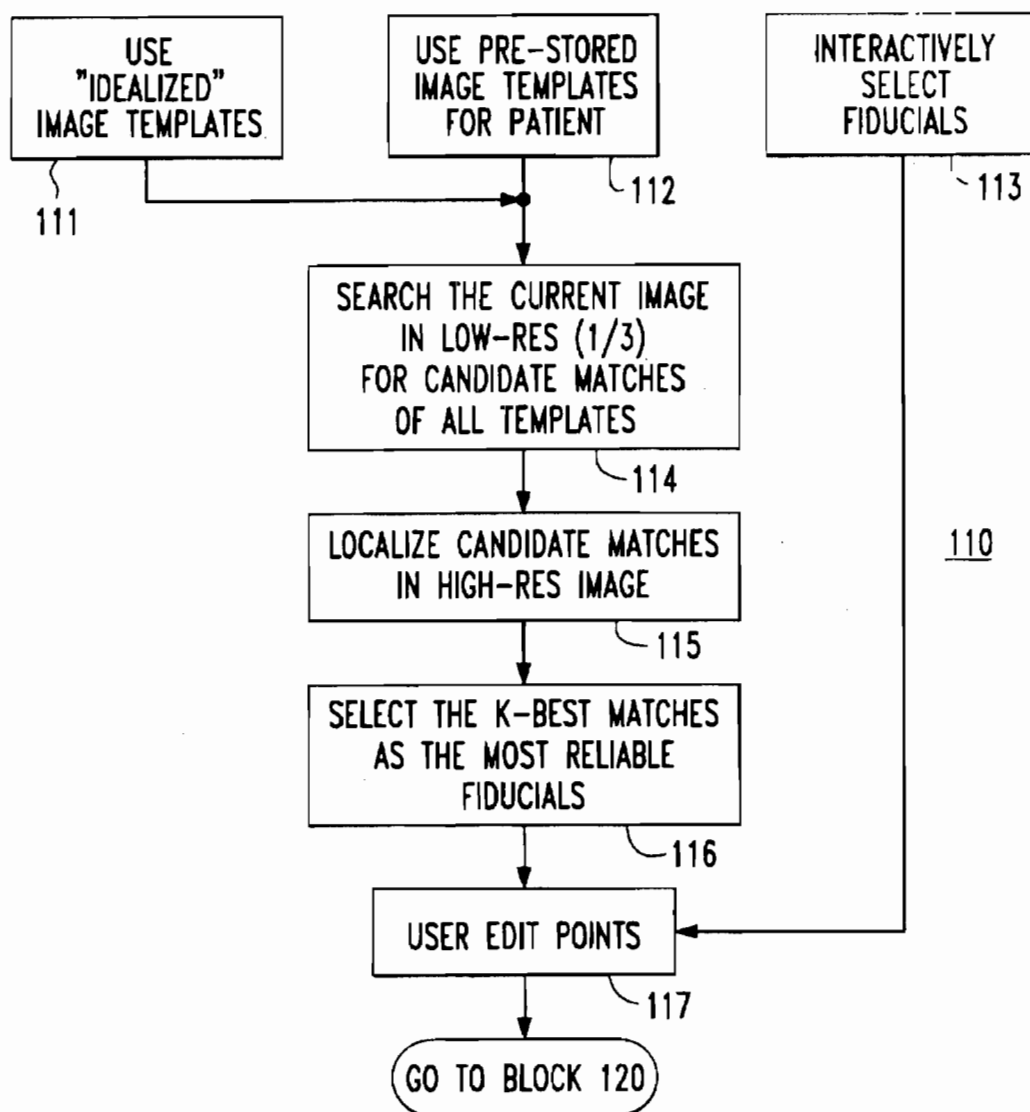 USE
"IDEALIZED"
IMAGE TEMPLATES
111
USE PRE-STORED
IMAGE TEMPLATES
FOR PATIENT
112
INTERACTIVELY
SELECT
FIDUCIALS
113
SEARCH THE CURRENT IMAGE
IN LOW-RES (1/3)
FOR CANDIDATE MATCHES
OF ALL TEMPLATES
114
LOCALIZE CANDIDATE MATCHES
IN HIGH-RES IMAGE
115
110
SELECT THE K-BEST MATCHES
AS THE MOST RELIABLE
FIDUCIALS
116
USER EDIT POINTS
117
GO TO BLOCK 120